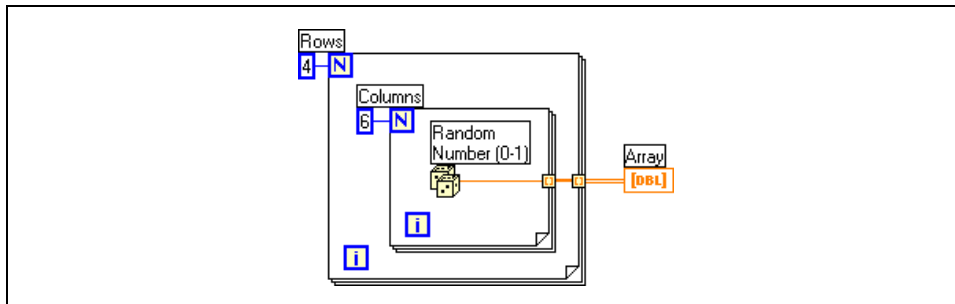 Rows
4 N
Columns
6 N
Random
Number (0-1)
Array
[DBL]
i
i